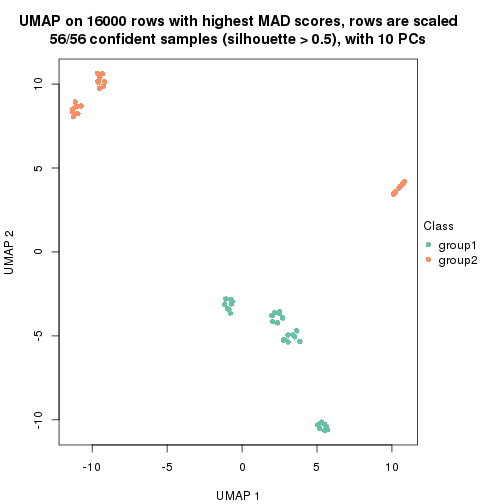 UMAP on 16000 rows with highest MAD scores, rows are scaled
56/56 confident samples (silhouette > 0.5), with 10 PCs
10
5
0
-5
-10
UMAP 2
Class
group1
group2
-10 -5 0 5 10
UMAP 1